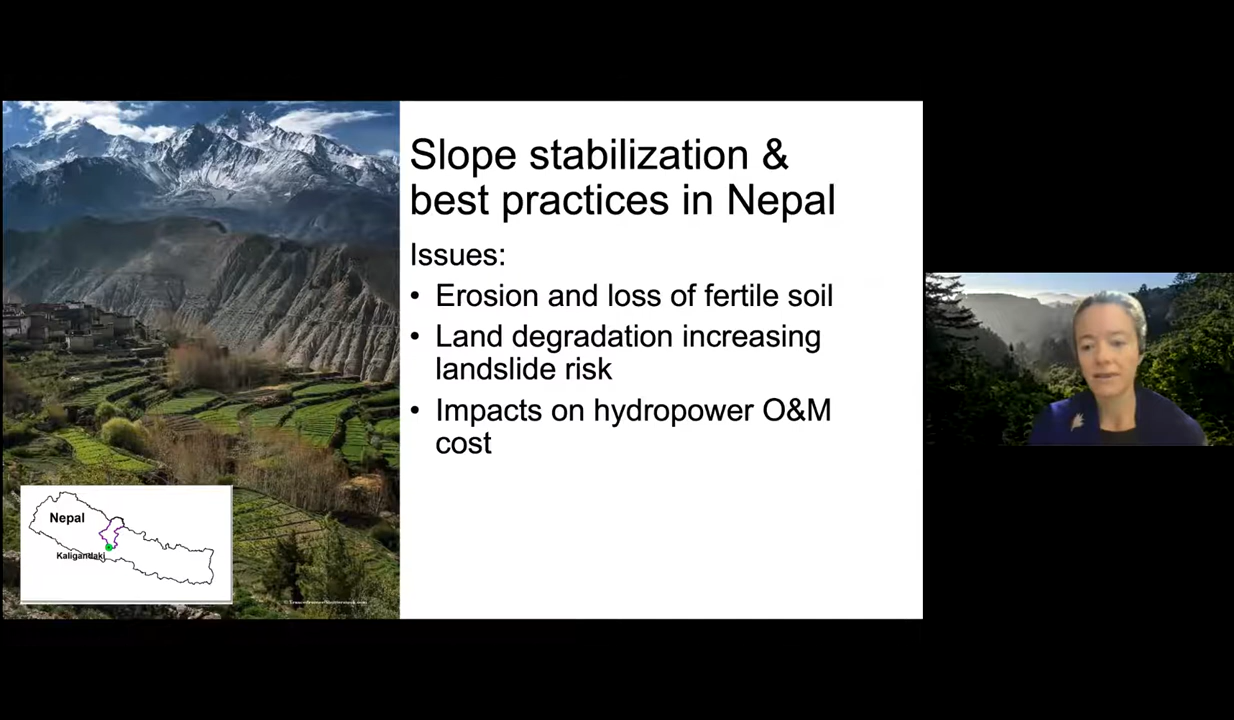 Slope stabilization &
best practices in Nepal
Issues:
• Erosion and loss of fertile soil
• Land degradation increasing
landslide risk
• Impacts on hydropower O&M
cost
Nepal
Kaligandaki